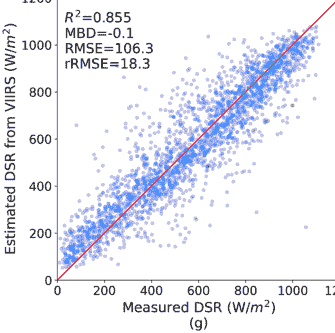 1200
R²=0.855
MBD=-0.1
RMSE=106.3
rRMSE=18.3
1000
800
600
400
200
0
Estimated DSR from VIIRS (W/m²)
0 200 400 600 800 1000
Measured DSR (W/m²)
(g)